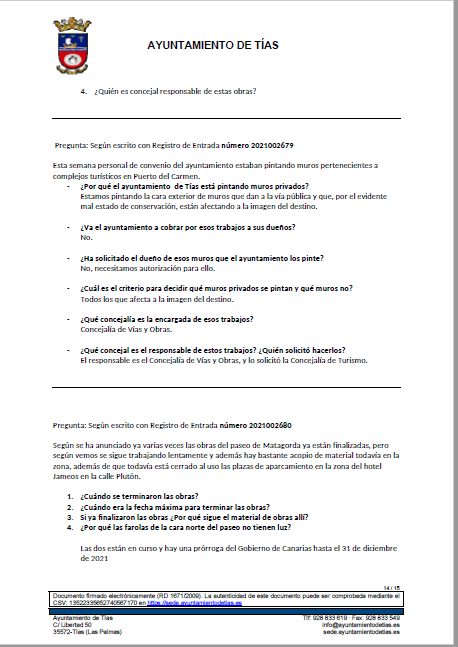 AYUNTAMIENTO DE TÍAS
4. ¿Quién es concejal responsable de estas obras?
Pregunta: Según escrito con Registro de Entrada número 2021002679
Esta semana personal de convenio del ayuntamiento estaban pintando muros pertenecientes a
complejos turísticos en Puerto del Carmen.
- ¿Por qué el ayuntamiento de Tías está pintando muros privados?
Estamos pintando la cara exterior de muros que dan a la vía pública y que, por el evidente
mal estado de conservación, están afectando a la imagen del destino.
- ¿Va el ayuntamiento a cobrar por esos trabajos a sus dueños?
No.
- ¿Ha solicitado el dueño de esos muros que el ayuntamiento los pinte?
No, necesitamos autorización para ello.
- ¿Cuál es el criterio para decidir qué muros privados se pintan y qué muros no?
Todos los que afecta a la imagen del destino.
- ¿Qué concejalía es la encargada de esos trabajos?
Concejalía de Vías y Obras.
- ¿Qué concejal es el responsable de estos trabajos? ¿Quién solicitó hacerlos?
El responsable es el Concejalía de Vías y Obras, y lo solicitó la Concejalía de Turismo.
Pregunta: Según escrito con Registro de Entrada número 2021002680
Según se ha anunciado ya varias veces las obras del paseo de Matagorda ya están finalizadas, pero
según vemos se sigue trabajando lentamente y además hay bastante acopio de material todavía en la
zona, además de que todavía está cerrado al uso las plazas de aparcamiento en la zona del hotel
Jameos en la calle Plutón.
1. ¿Cuándo se terminaron las obras?
2. ¿Cuándo era la fecha máxima para terminar las obras?
3. Si ya finalizaron las obras ¿Por qué sigue el material de obras allí?
4. ¿Por qué las farolas de la cara norte del paseo no tienen luz?
Las dos están en curso y hay una prórroga del Gobierno de Canarias hasta el 31 de diciembre
de 2021
14 / 15
Documento firmado electrónicamente (RD 1671/2009). La autenticidad de este documento puede ser comprobada mediante el
CSV: 13522335652740567170 en https://sede.ayuntamientodetias.es
Ayuntamiento de Tías Tlf: 928 833 619 · Fax: 928 833 549
C/ Libertad 50 info@ayuntamientodetias.es
35572-Tías (Las Palmas) sede.ayuntamientodetias.es